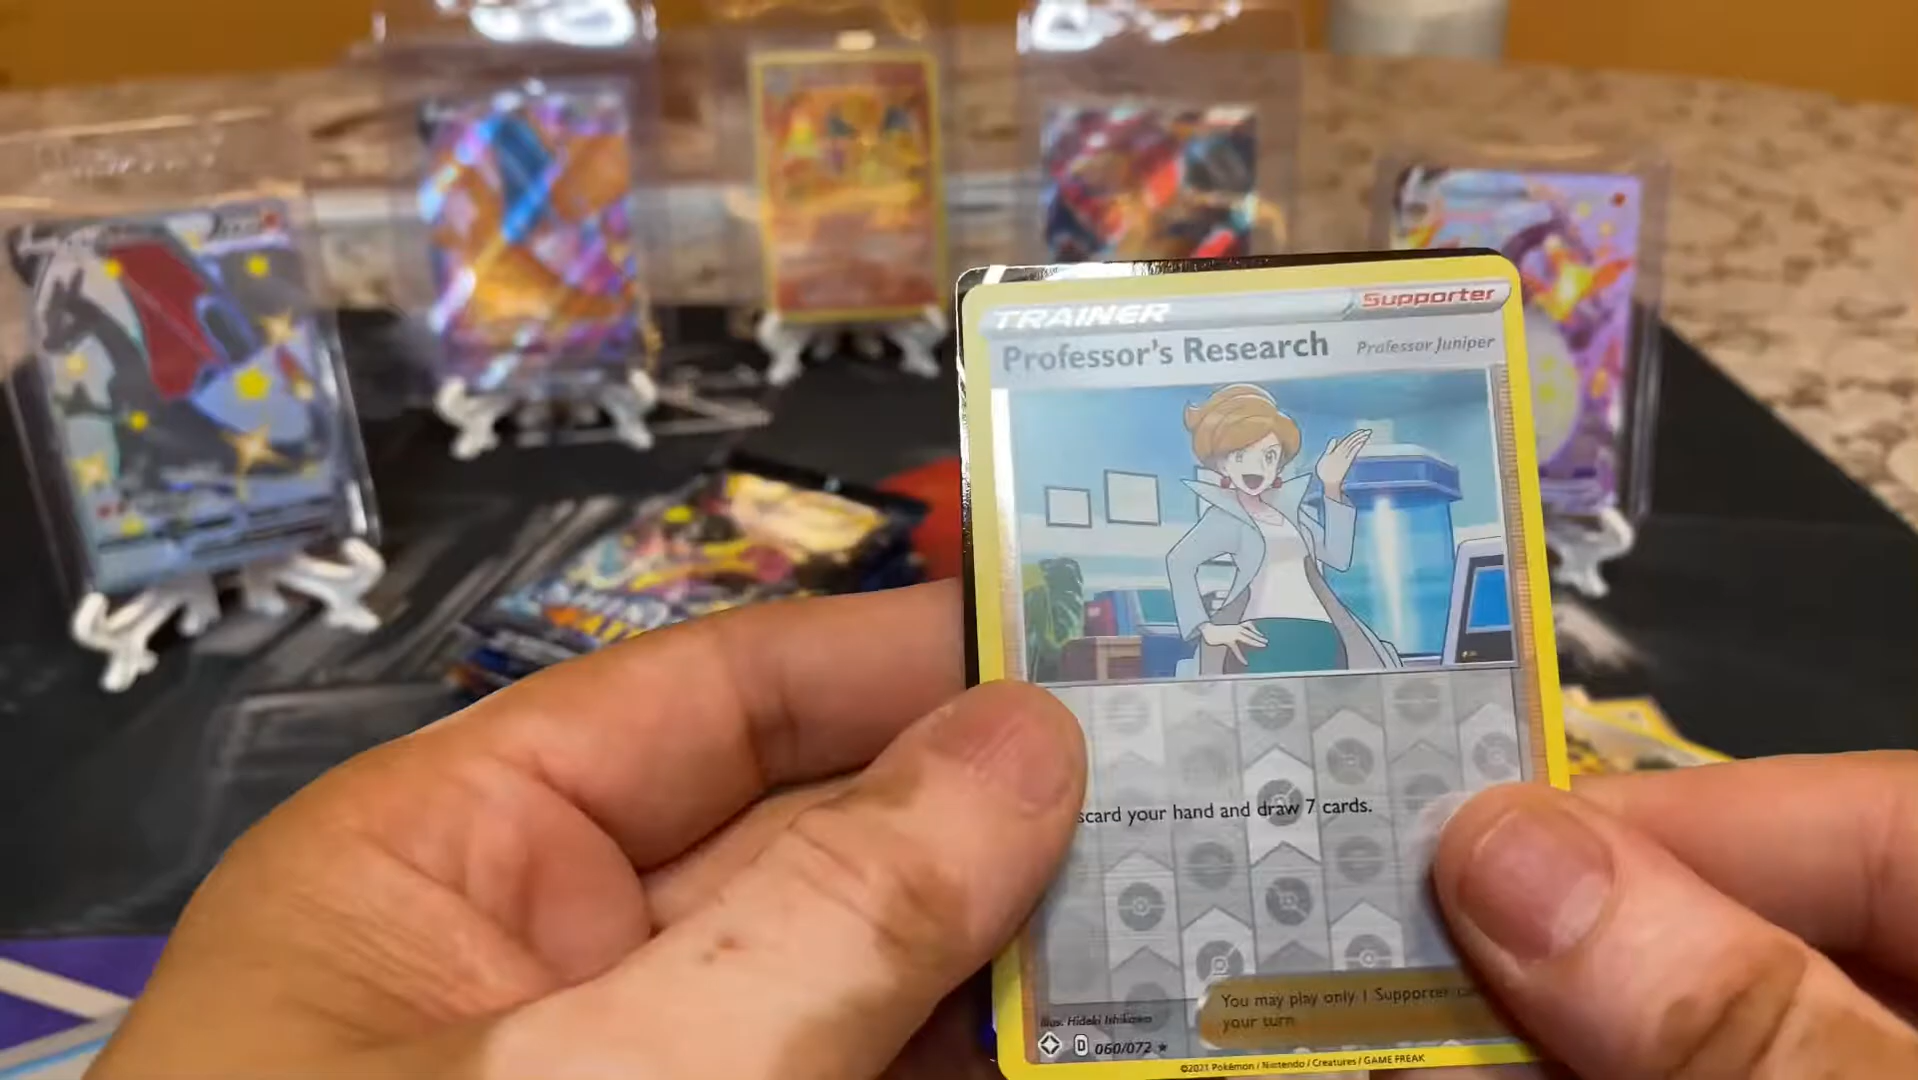 TRAINER
Supporter
Professor's Research
Professor Juniper
scard your hand and draw 7 cards.
You may play only 1 Supporter
your turn
Illus. Hideki Ishikawa
D 060/072 ★
©2021 Pokémon / Nintendo / Creatures / GAME FREAK